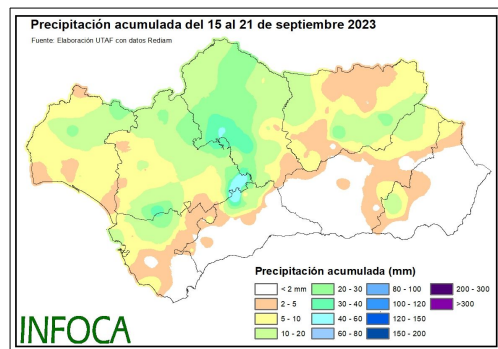 Precipitación acumulada del 15 al 21 de septiembre 2023
Fuente: Elaboración UTAF con datos Rediam
Precipitación acumulada (mm)
< 2 mm 20 - 30 80 - 100 200 - 300
2 - 5 30 - 40 100 - 120 >300
5 - 10 40 - 60 120 - 150
10 - 20 60 - 80 150 - 200
INFOCA